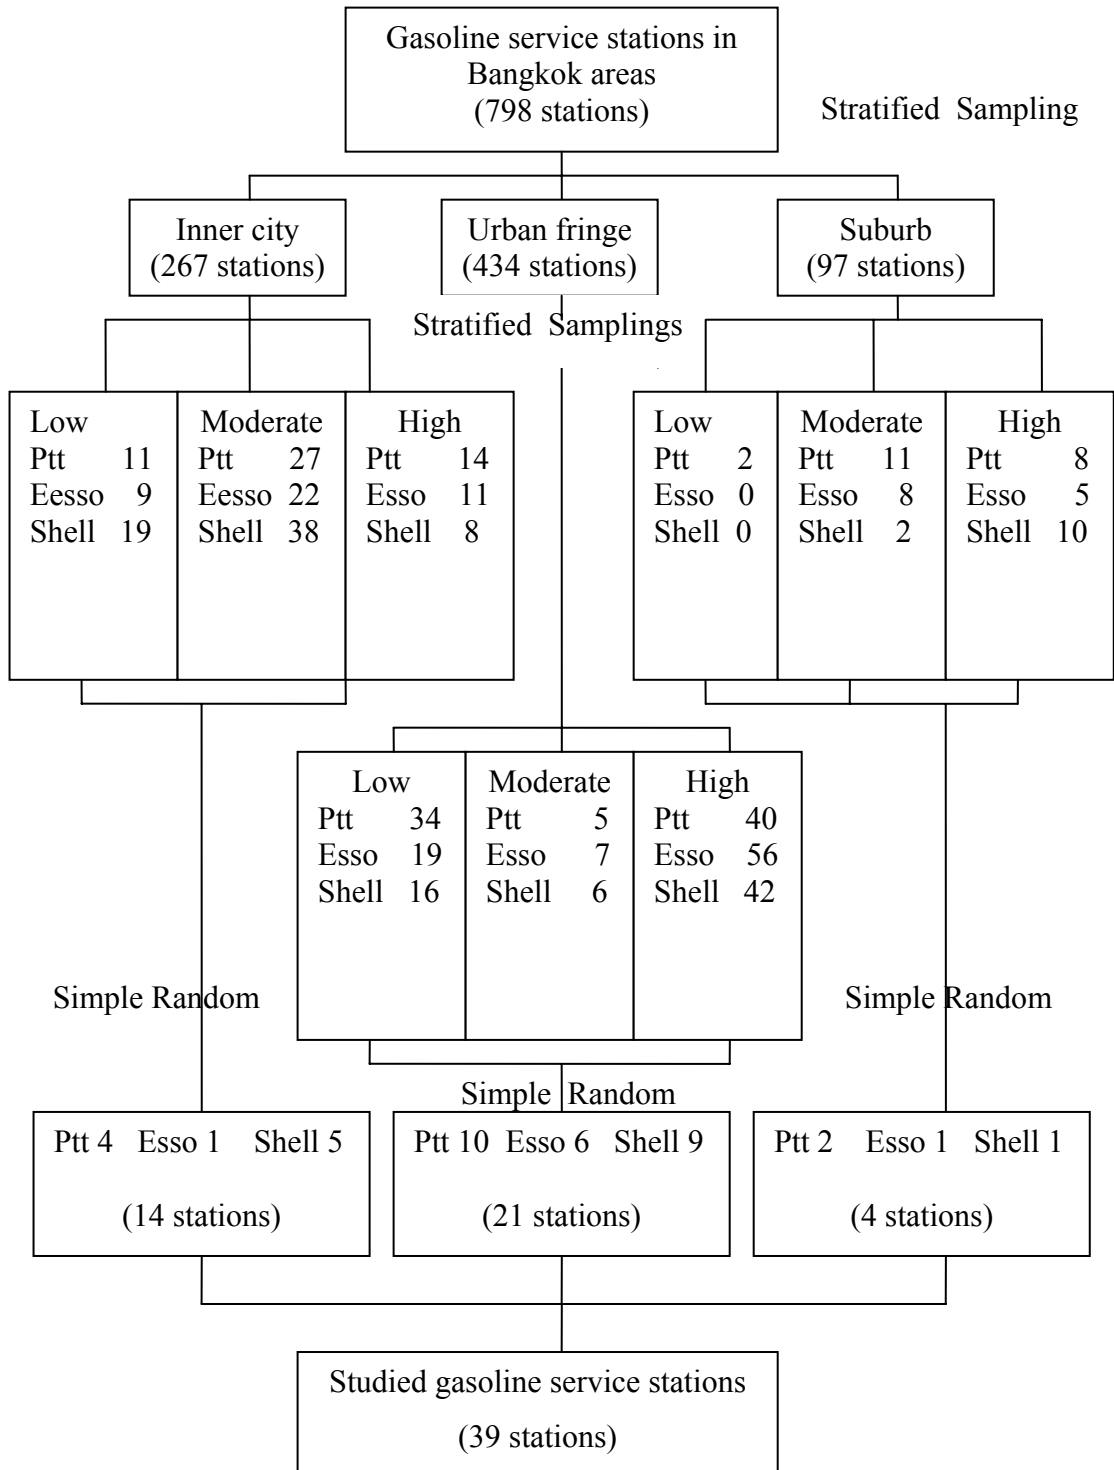 Gasoline service stations in
Bangkok areas
(798 stations)
Stratified Sampling
Inner city
(267 stations)
Urban fringe
(434 stations)
Suburb
(97 stations)
Stratified Samplings
Low
Ptt 11
Eesso 9
Shell 19
Moderate
Ptt 27
Eesso 22
Shell 38
High
Ptt 14
Esso 11
Shell 8
Low
Ptt 2
Esso 0
Shell 0
Moderate
Ptt 11
Esso 8
Shell 2
High
Ptt 8
Esso 5
Shell 10
Low
Ptt 34
Esso 19
Shell 16
Moderate
Ptt 5
Esso 7
Shell 6
High
Ptt 40
Esso 56
Shell 42
Simple Random
Simple Random
Simple Random
Ptt 4 Esso 1 Shell 5
(14 stations)
Ptt 10 Esso 6 Shell 9
(21 stations)
Ptt 2 Esso 1 Shell 1
(4 stations)
Studied gasoline service stations
(39 stations)